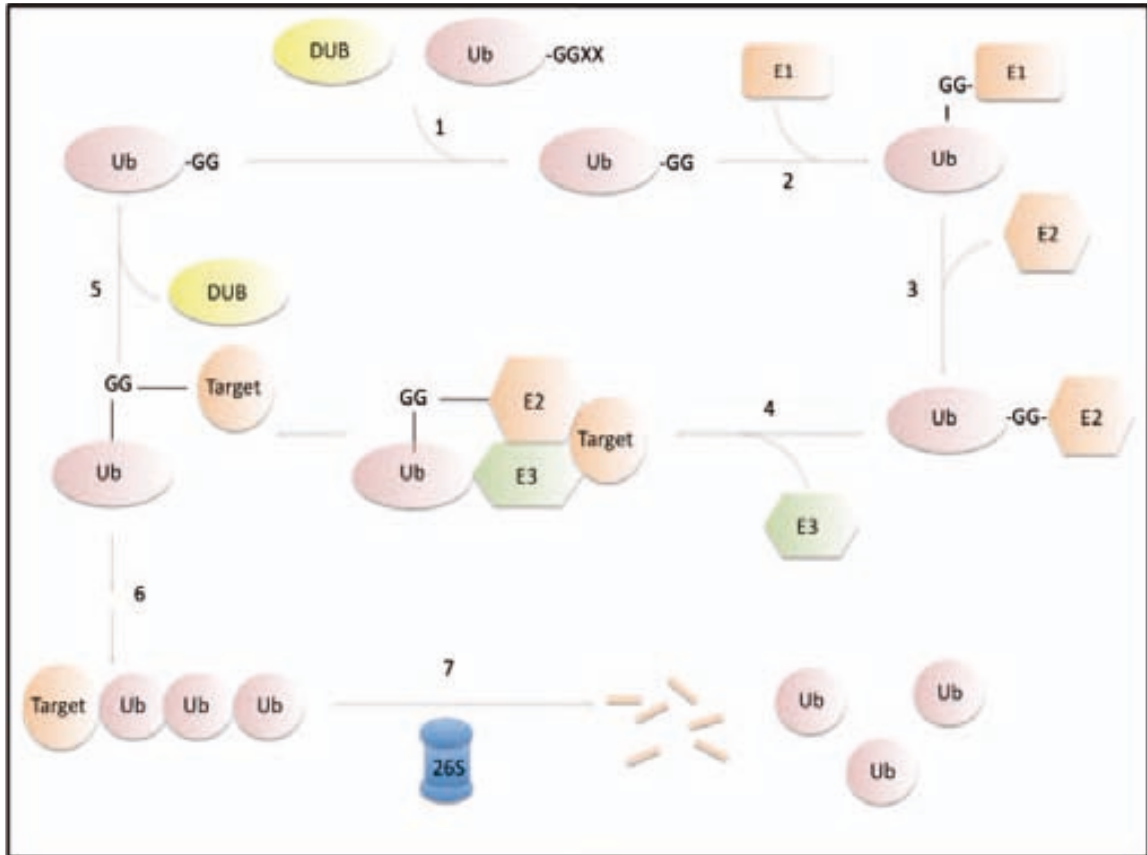 DUB
Ub
-GGXX
E1
GG-
E1
1
Ub
-GG
Ub
-GG
2
Ub
E2
5
DUB
3
GG
Target
GG
E2
4
Ub
-GG-
E2
Target
Ub
Ub
E3
E3
6
7
Target
Ub
Ub
Ub
26S
Ub
Ub
Ub